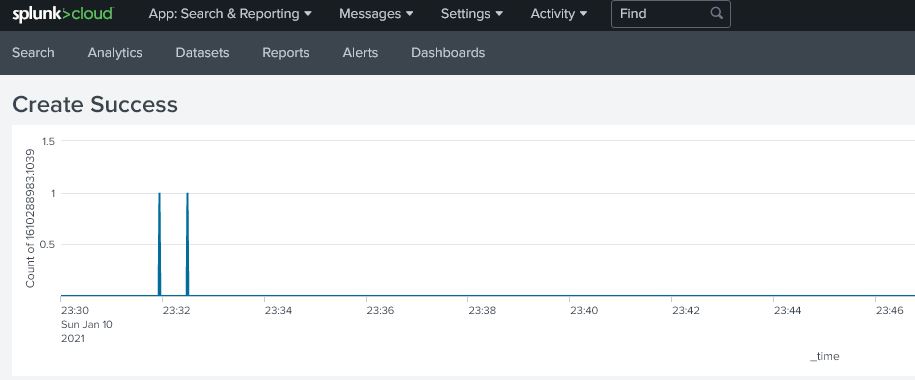 splunk>cloud App: Search & Reporting ▾ Messages ▾ Settings ▾ Activity ▾ Find
Search Analytics Datasets Reports Alerts Dashboards
Create Success
Count of 1610288983.1039
1.5
1
0.5
23:30 23:32 23:34 23:36 23:38 23:40 23:42 23:44 23:46
Sun Jan 10
2021
_time